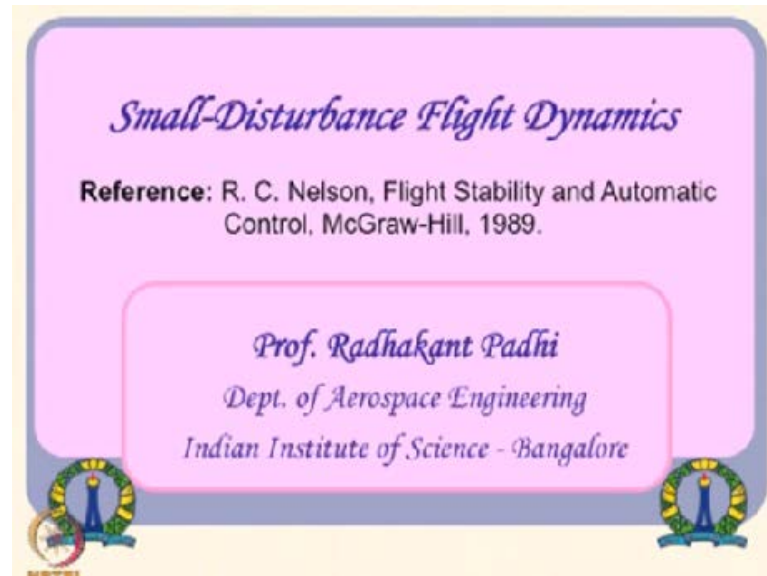 Small-Disturbance Flight Dynamics
Reference: R. C. Nelson, Flight Stability and Automatic
Control, McGraw-Hill, 1989.
Prof. Radhakant Padhi
Dept. of Aerospace Engineering
Indian Institute of Science - Bangalore